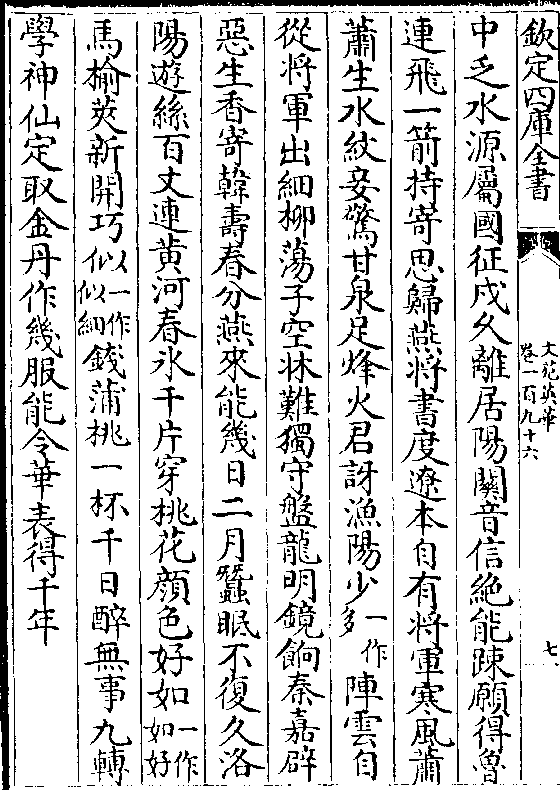 欽定四庫全書
文苑英華
卷一百九十六
七
中乏水源屬國征戍久離居陽關音信絶能踈願得魯
連飛一箭持寄思歸燕將書度遼本自有將軍寒風蕭
蕭生水紋妾驚甘泉足烽火君訝漁陽少一作多陣雲自
從將軍出細柳蕩子空牀難獨守盤龍明鏡餉秦嘉辟
惡生香寄韓壽春分燕來能幾日二月蠶眠不復久洛
陽遊絲百丈連黃河春氷千片穿桃花顔色好如一作如好
馬榆莢新開巧似以一作似細錢蒲桃一杯千日醉無事九轉
學神仙定取金丹作幾服能令華表得千年